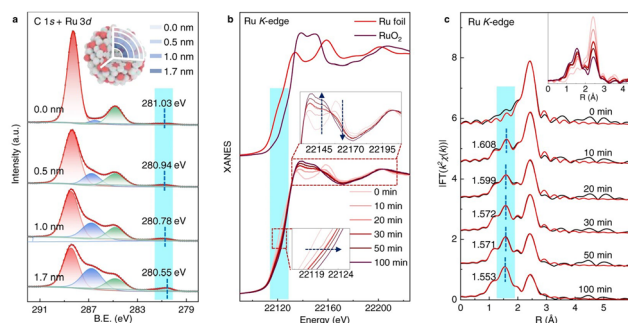 a
C 1s + Ru 3d
0.0 nm
0.5 nm
1.0 nm
1.7 nm
281.03 eV
0.0 nm
280.94 eV
0.5 nm
280.78 eV
1.0 nm
280.55 eV
1.7 nm
Intensity (a.u.)
291 287 283 279
B.E. (eV)
b
Ru K-edge
Ru foil
RuO₂
22145 22170 22195
0 min
10 min
20 min
30 min
50 min
100 min
22119 22124
XANES
22120 22160 22200
Energy (eV)
c
Ru K-edge
0 1 2 3 4
R (Å)
0 min
1.608
10 min
1.599
20 min
1.572
30 min
1.571
50 min
1.553
100 min
|FT(k²χ(k))|
8
6
4
2
0
0 1 2 3 4 5
R (Å)